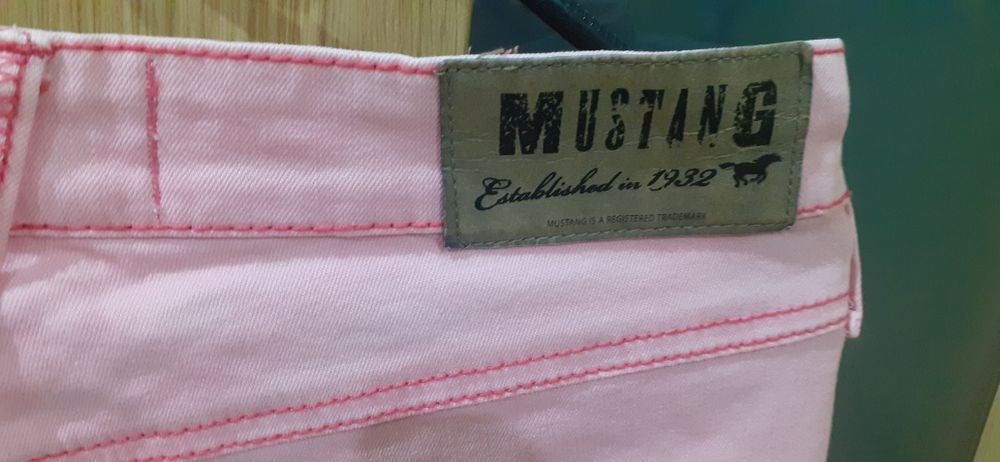 MUSTANG
Established in 1932
MUSTANG IS A REGISTERED TRADEMARK